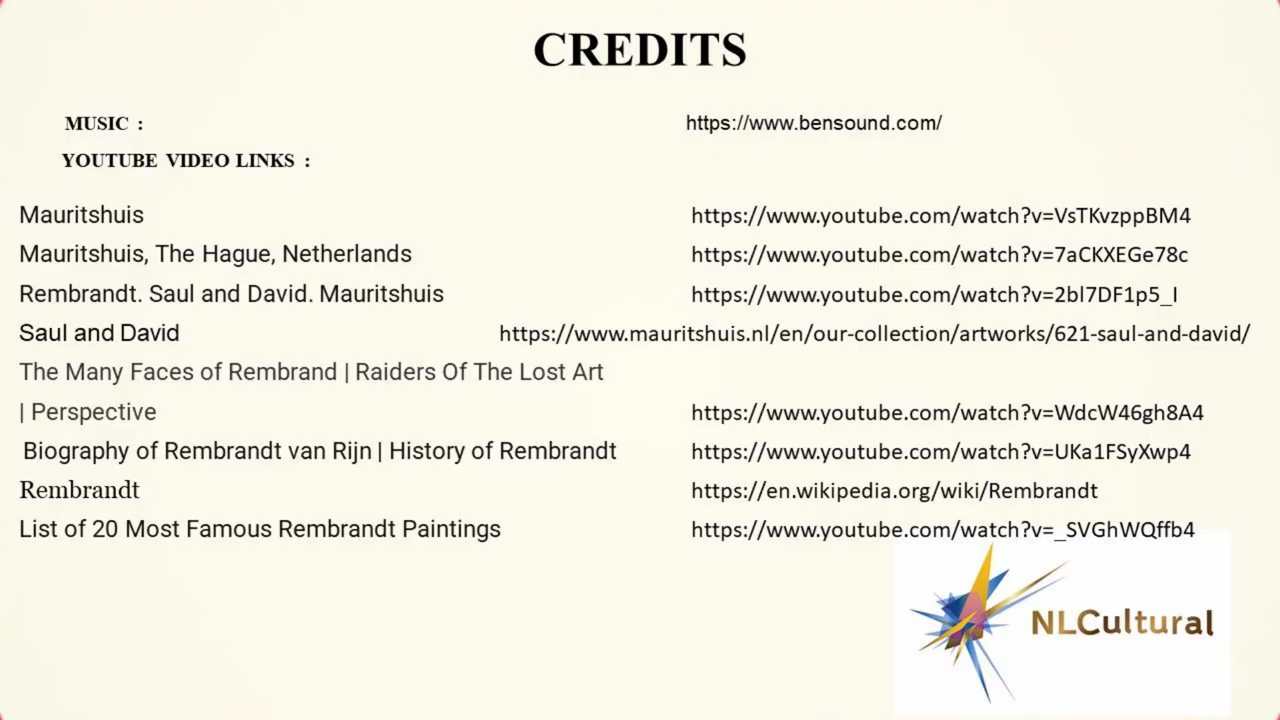 CREDITS
MUSIC : https://www.bensound.com/
YOUTUBE VIDEO LINKS :
Mauritshuis https://www.youtube.com/watch?v=VsTKvzppBM4
Mauritshuis, The Hague, Netherlands https://www.youtube.com/watch?v=7aCKXEGe78c
Rembrandt. Saul and David. Mauritshuis https://www.youtube.com/watch?v=2bl7DF1p5_I
Saul and David https://www.mauritshuis.nl/en/our-collection/artworks/621-saul-and-david/
The Many Faces of Rembrand | Raiders Of The Lost Art
| Perspective https://www.youtube.com/watch?v=WdcW46gh8A4
Biography of Rembrandt van Rijn | History of Rembrandt https://www.youtube.com/watch?v=UKa1FSyXwp4
Rembrandt https://en.wikipedia.org/wiki/Rembrandt
List of 20 Most Famous Rembrandt Paintings https://www.youtube.com/watch?v=_SVGhWQffb4
NLCultural